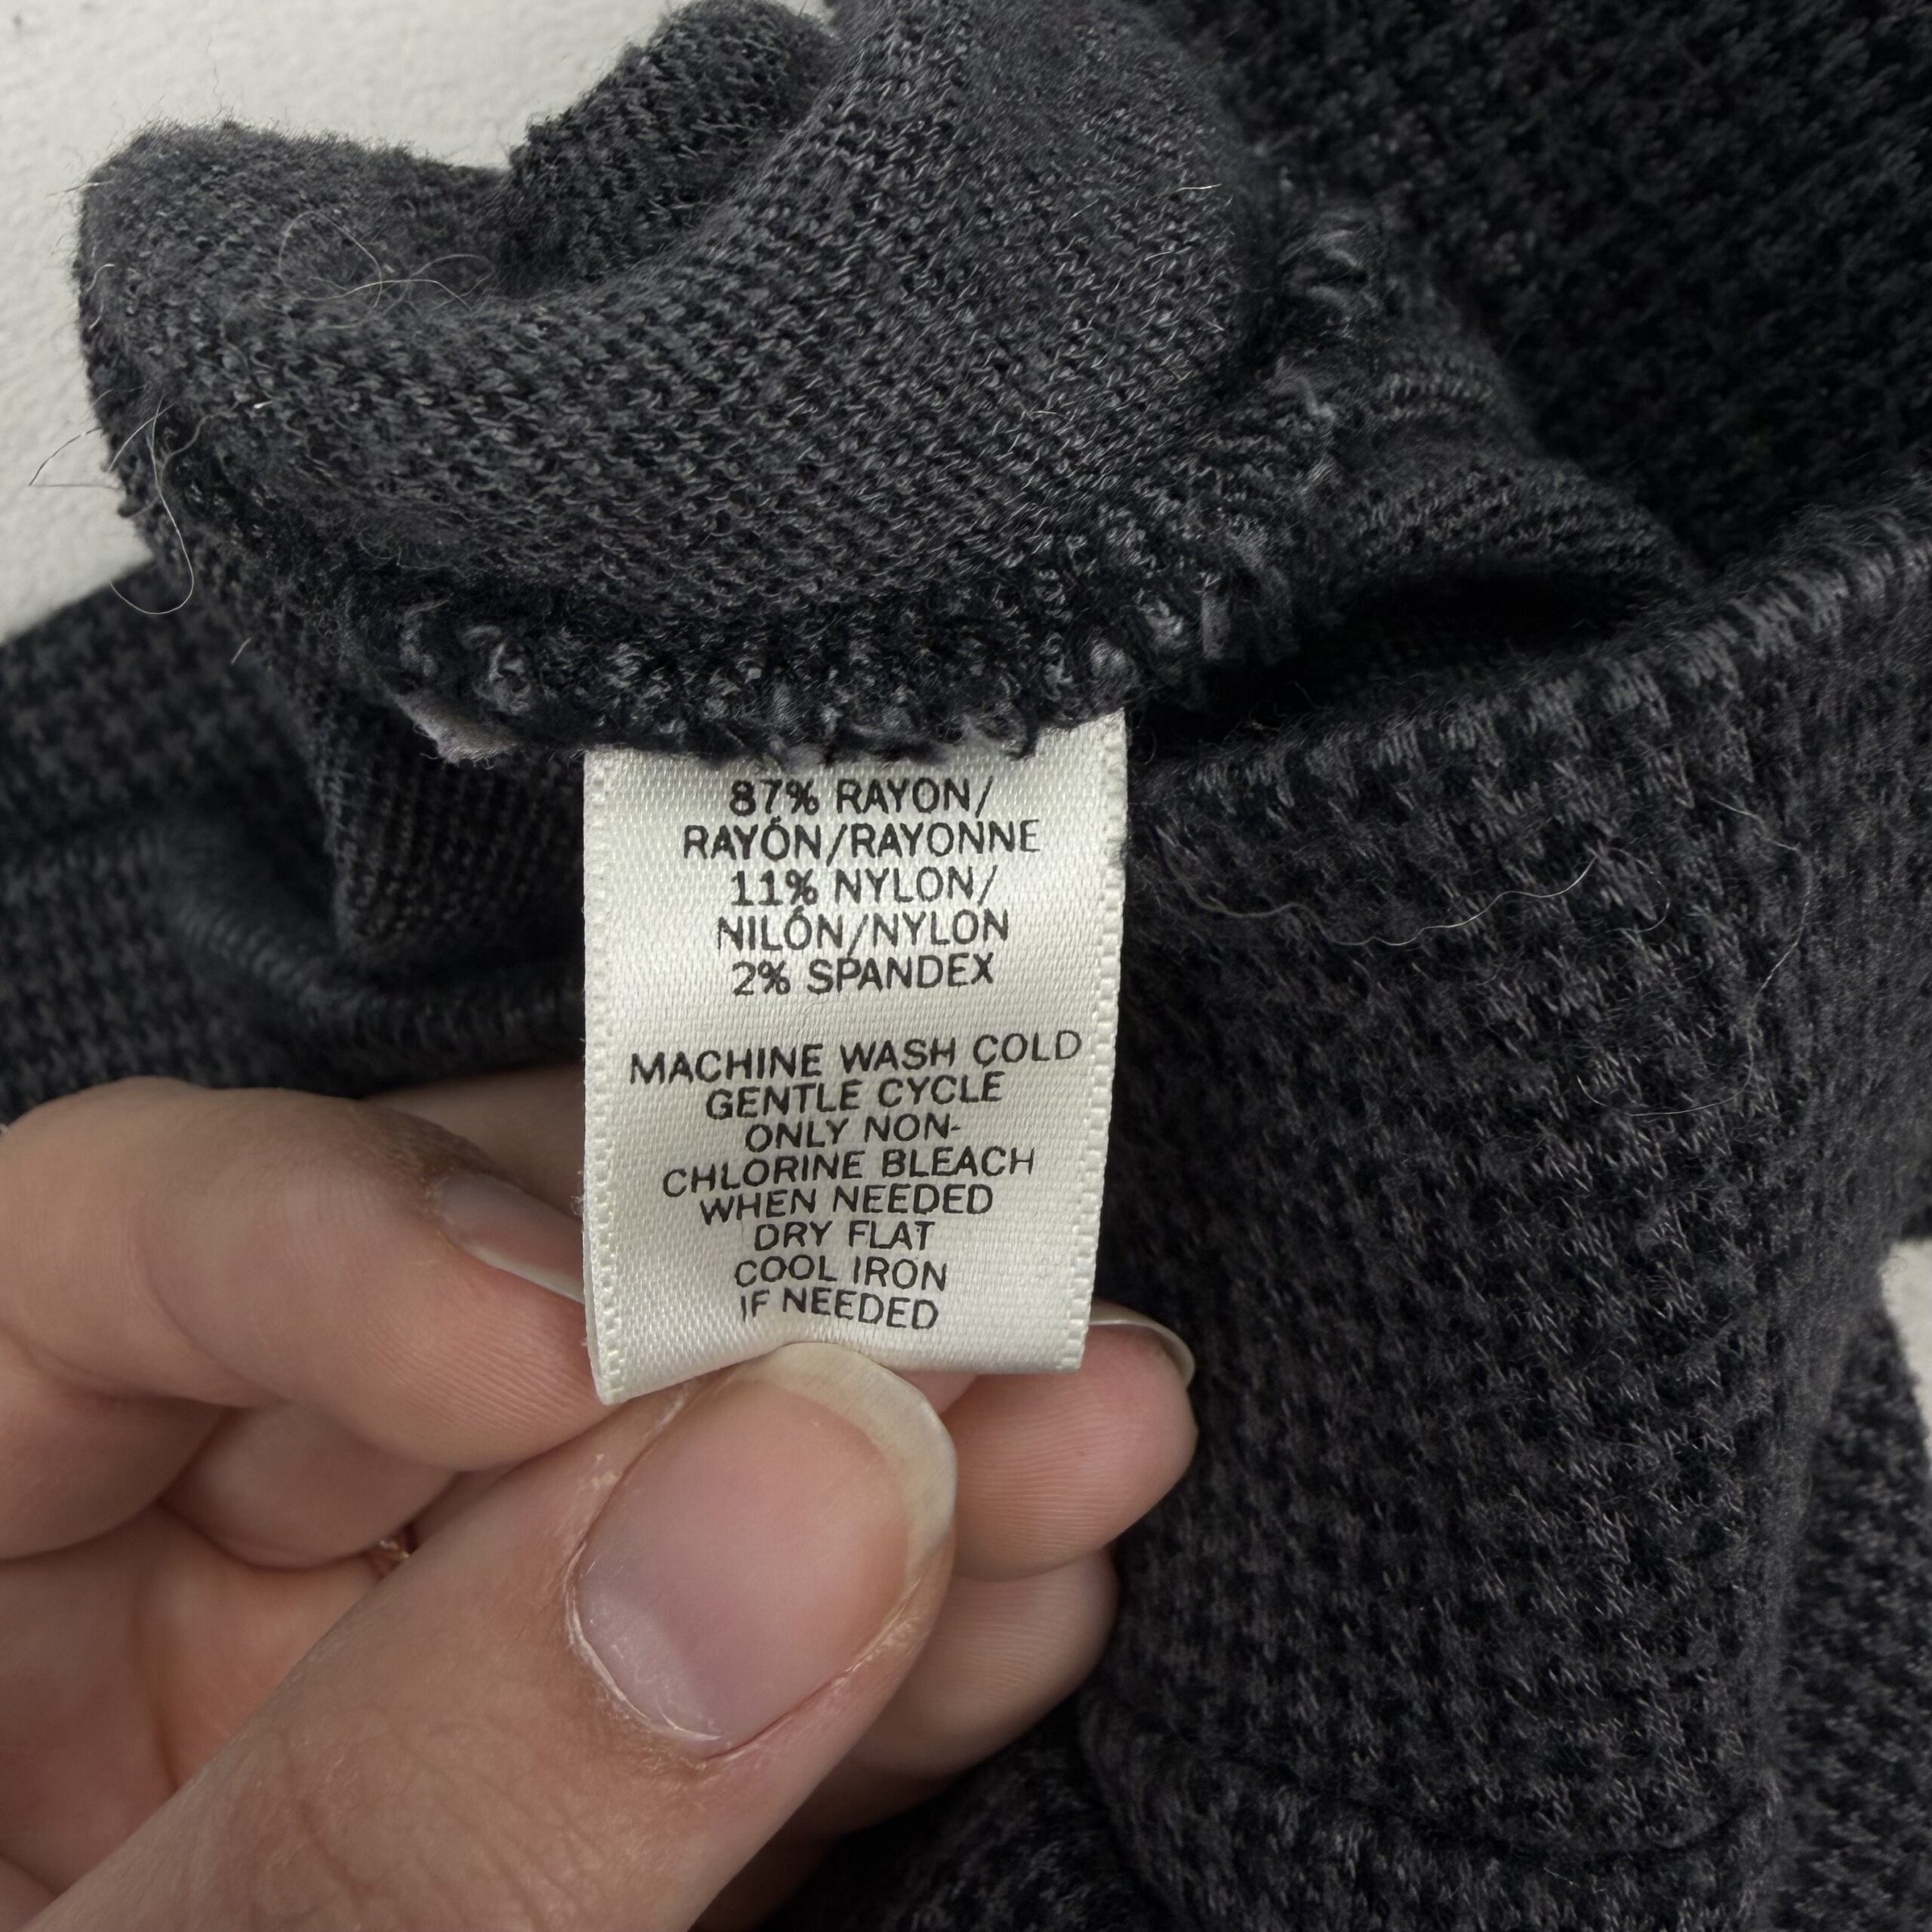 87% RAYON/
RAYÓN/RAYONNE
11% NYLON/
NILÓN/NYLON
2% SPANDEX
MACHINE WASH COLD
GENTLE CYCLE
ONLY NON-
CHLORINE BLEACH
WHEN NEEDED
DRY FLAT
COOL IRON
IF NEEDED